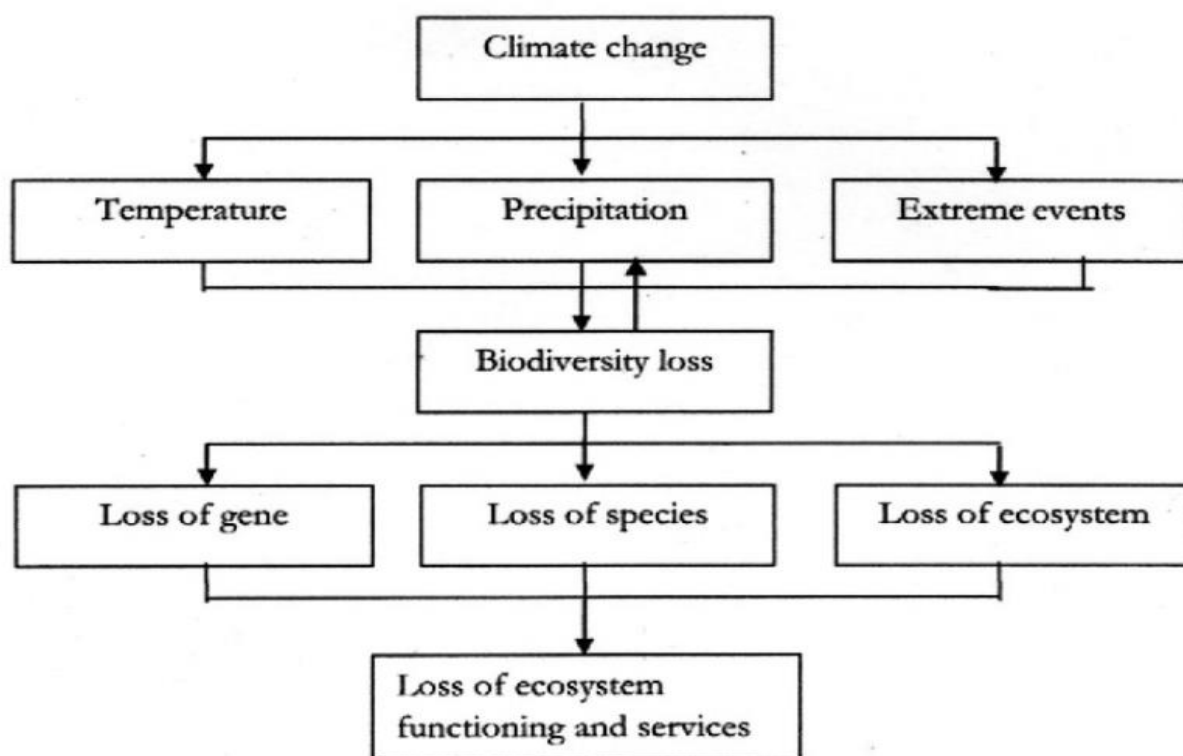 Climate change
Temperature
Precipitation
Extreme events
Biodiversity loss
Loss of gene
Loss of species
Loss of ecosystem
Loss of ecosystem
functioning and services